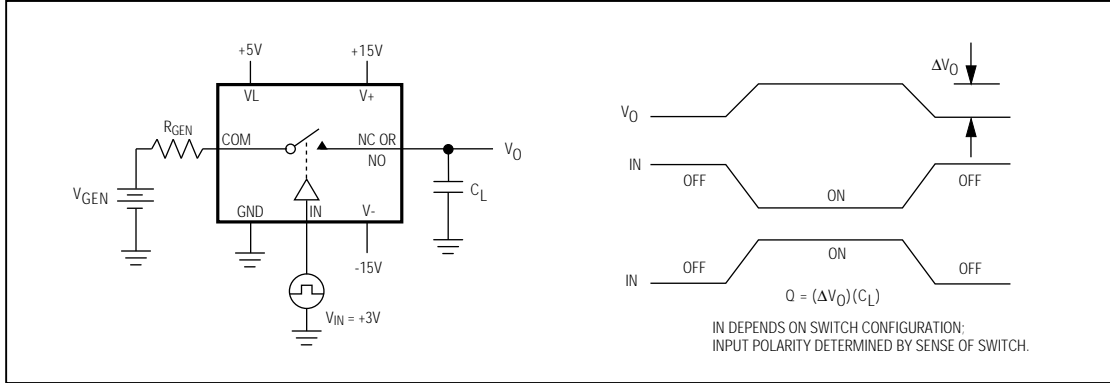 +5V
+15V
VL
V+
RGEN
COM
NC OR
NO
VO
VGEN
CL
GND
IN
V-
-15V
VIN = +3V
ΔVO
VO
IN
OFF
ON
OFF
IN
OFF
ON
OFF
Q = (ΔVO)(CL)
IN DEPENDS ON SWITCH CONFIGURATION;
INPUT POLARITY DETERMINED BY SENSE OF SWITCH.